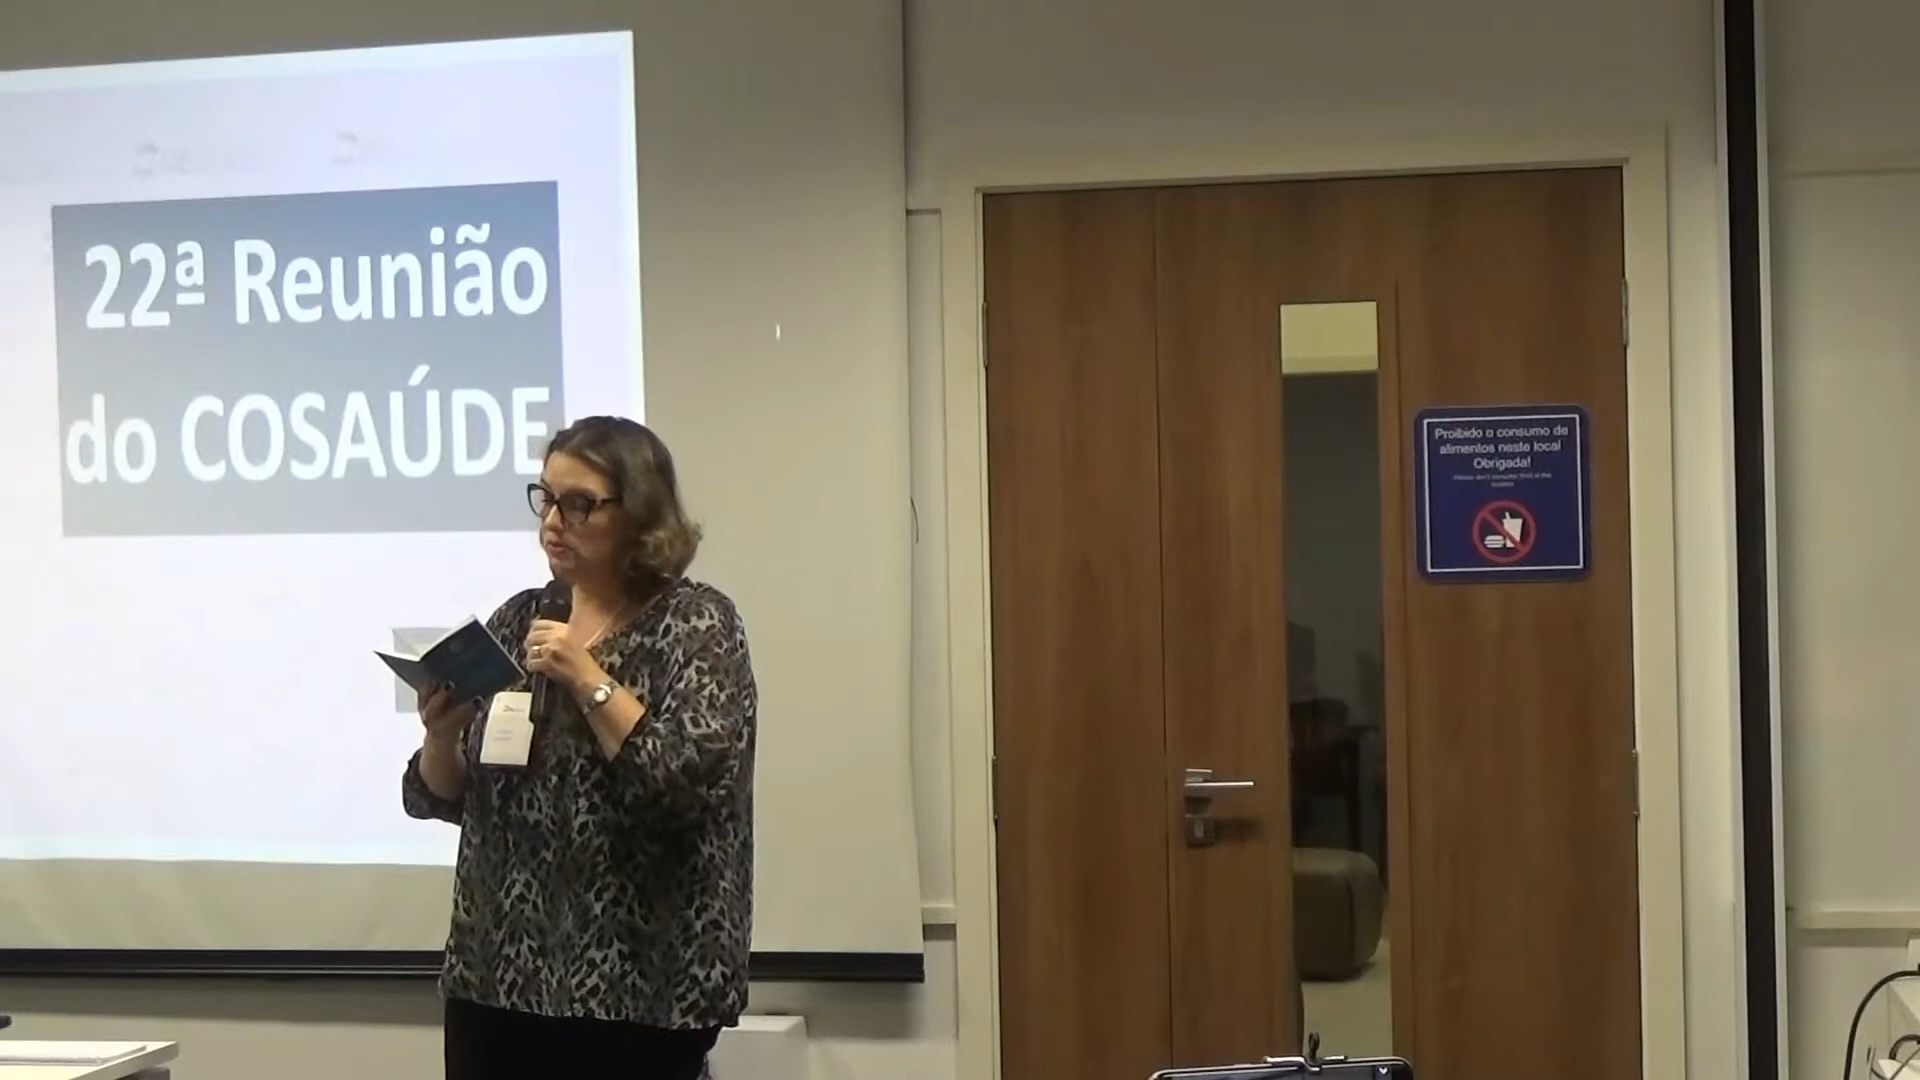 22ª Reunião
do COSAÚDE
Proibido o consumo de
alimentos neste local
Obrigada!